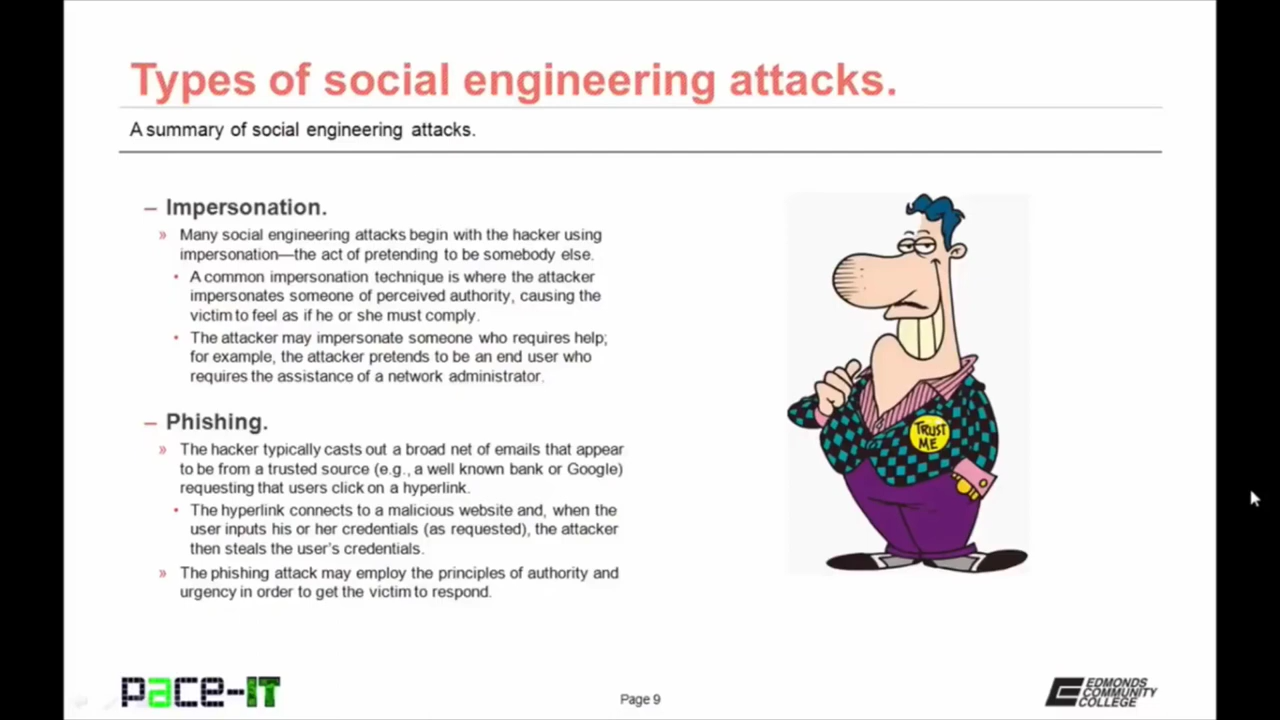 Types of social engineering attacks.
A summary of social engineering attacks.
– Impersonation.
» Many social engineering attacks begin with the hacker using
impersonation—the act of pretending to be somebody else.
• A common impersonation technique is where the attacker
impersonates someone of perceived authority, causing the
victim to feel as if he or she must comply.
• The attacker may impersonate someone who requires help;
for example, the attacker pretends to be an end user who
requires the assistance of a network administrator.
– Phishing.
» The hacker typically casts out a broad net of emails that appear
to be from a trusted source (e.g., a well known bank or Google)
requesting that users click on a hyperlink.
• The hyperlink connects to a malicious website and, when the
user inputs his or her credentials (as requested), the attacker
then steals the user's credentials.
» The phishing attack may employ the principles of authority and
urgency in order to get the victim to respond.
TRUST
ME
PACE-IT
Page 9
EDMONDS
COMMUNITY
COLLEGE